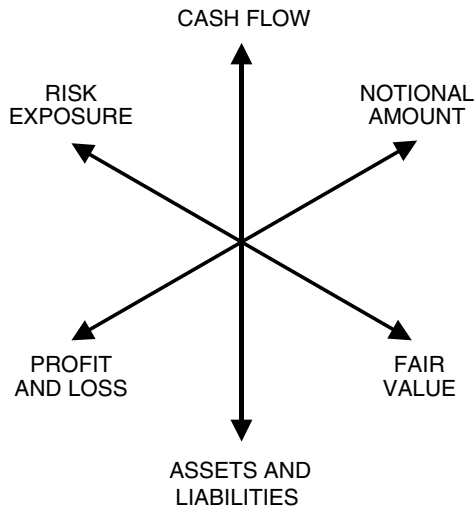 CASH FLOW
RISK
EXPOSURE
NOTIONAL
AMOUNT
PROFIT
AND LOSS
FAIR
VALUE
ASSETS AND
LIABILITIES